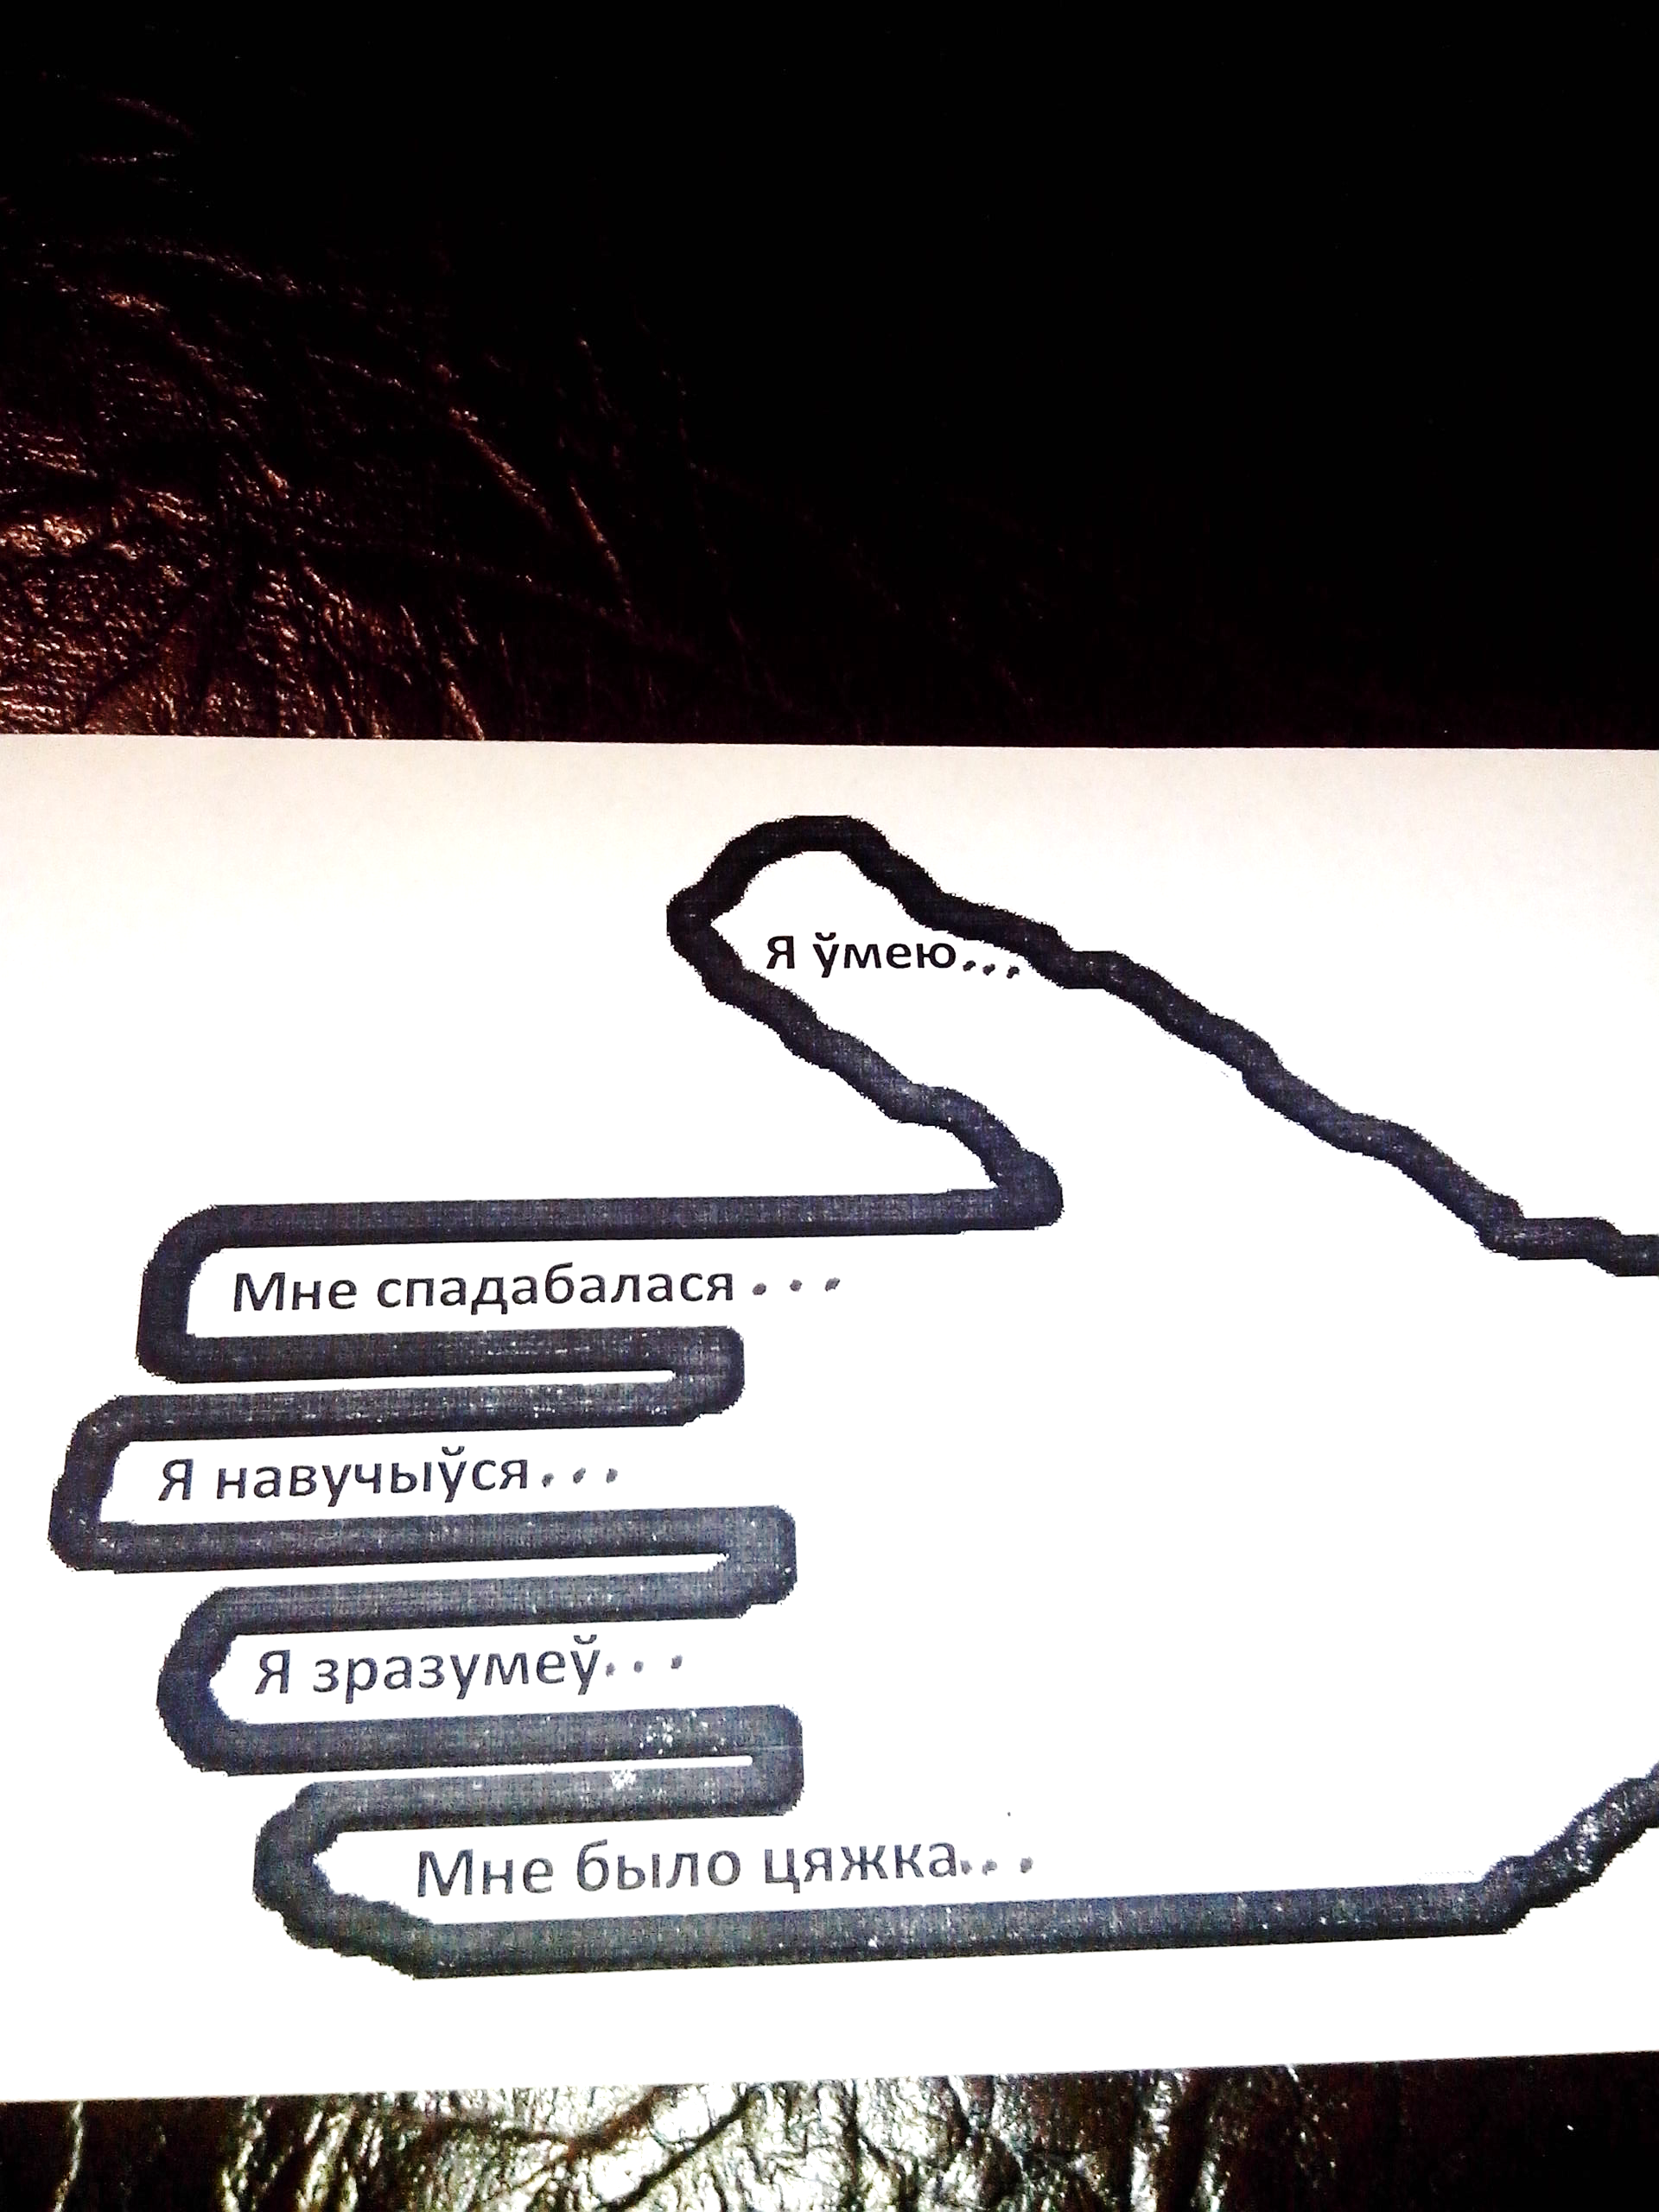 Я ўмею...
Мне спадабалася ...
Я навучыўся...
Я зразумеў...
Мне было цяжка...